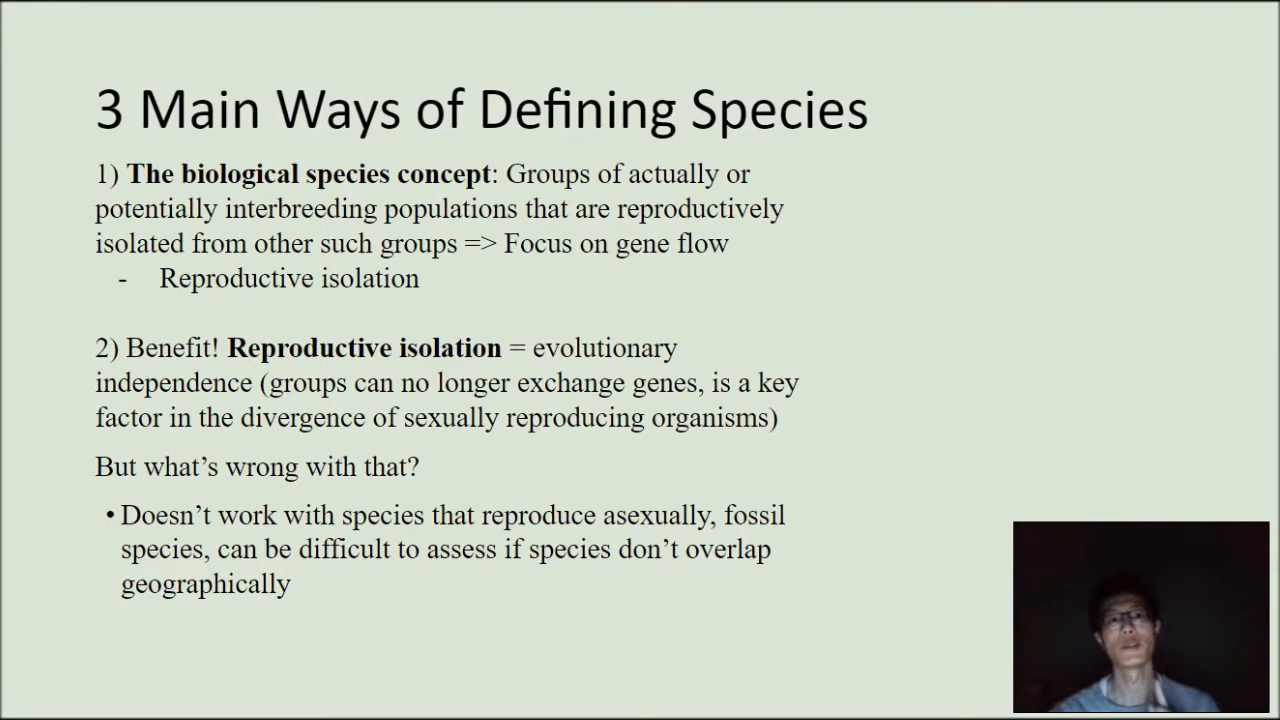 3 Main Ways of Defining Species
1) The biological species concept: Groups of actually or
potentially interbreeding populations that are reproductively
isolated from other such groups => Focus on gene flow
- Reproductive isolation
2) Benefit! Reproductive isolation = evolutionary
independence (groups can no longer exchange genes, is a key
factor in the divergence of sexually reproducing organisms)
But what’s wrong with that?
• Doesn’t work with species that reproduce asexually, fossil
species, can be difficult to assess if species don’t overlap
geographically